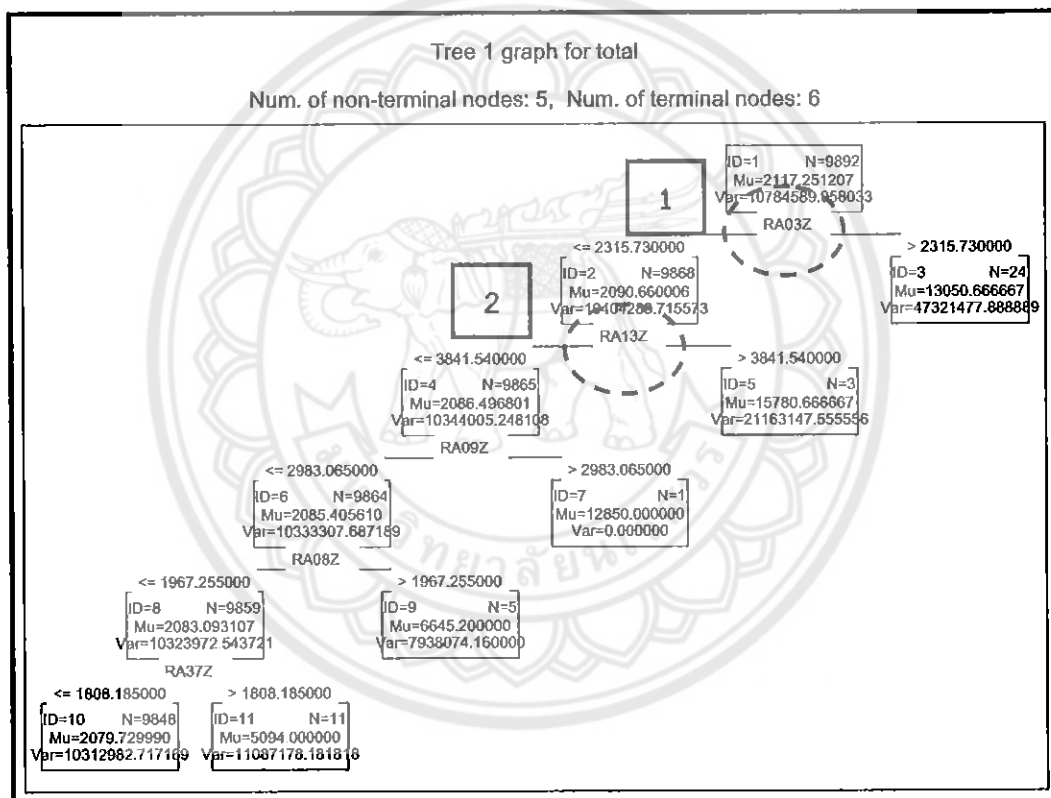 Tree 1 graph for total
Num. of non-terminal nodes: 5, Num. of terminal nodes: 6
ID=1 N=9892
Mu=2117.251207
Var=10784589.958033
RA03Z
1
<= 2315.730000
ID=2 N=9868
Mu=2090.660006
RA13Z
> 2315.730000
ID=3 N=24
Mu=13050.666667
Var=47321477.888889
2
<= 3841.540000
ID=4 N=9865
Mu=2086.496801
Var=10344005.248108
RA09Z
> 3841.540000
ID=5 N=3
Mu=15780.666667
Var=21163147.555556
<= 2983.065000
ID=6 N=9864
Mu=2085.405610
Var=10333307.687189
RA08Z
> 2983.065000
ID=7 N=1
Mu=12850.000000
Var=0.000000
<= 1967.255000
ID=8 N=9859
Mu=2083.093107
Var=10323972.543721
RA37Z
> 1967.255000
ID=9 N=5
Mu=6645.200000
Var=7938074.160000
<= 1808.185000
ID=10 N=9848
Mu=2079.729990
Var=10312982.717189
> 1808.185000
ID=11 N=11
Mu=5094.000000
Var=11087178.181818